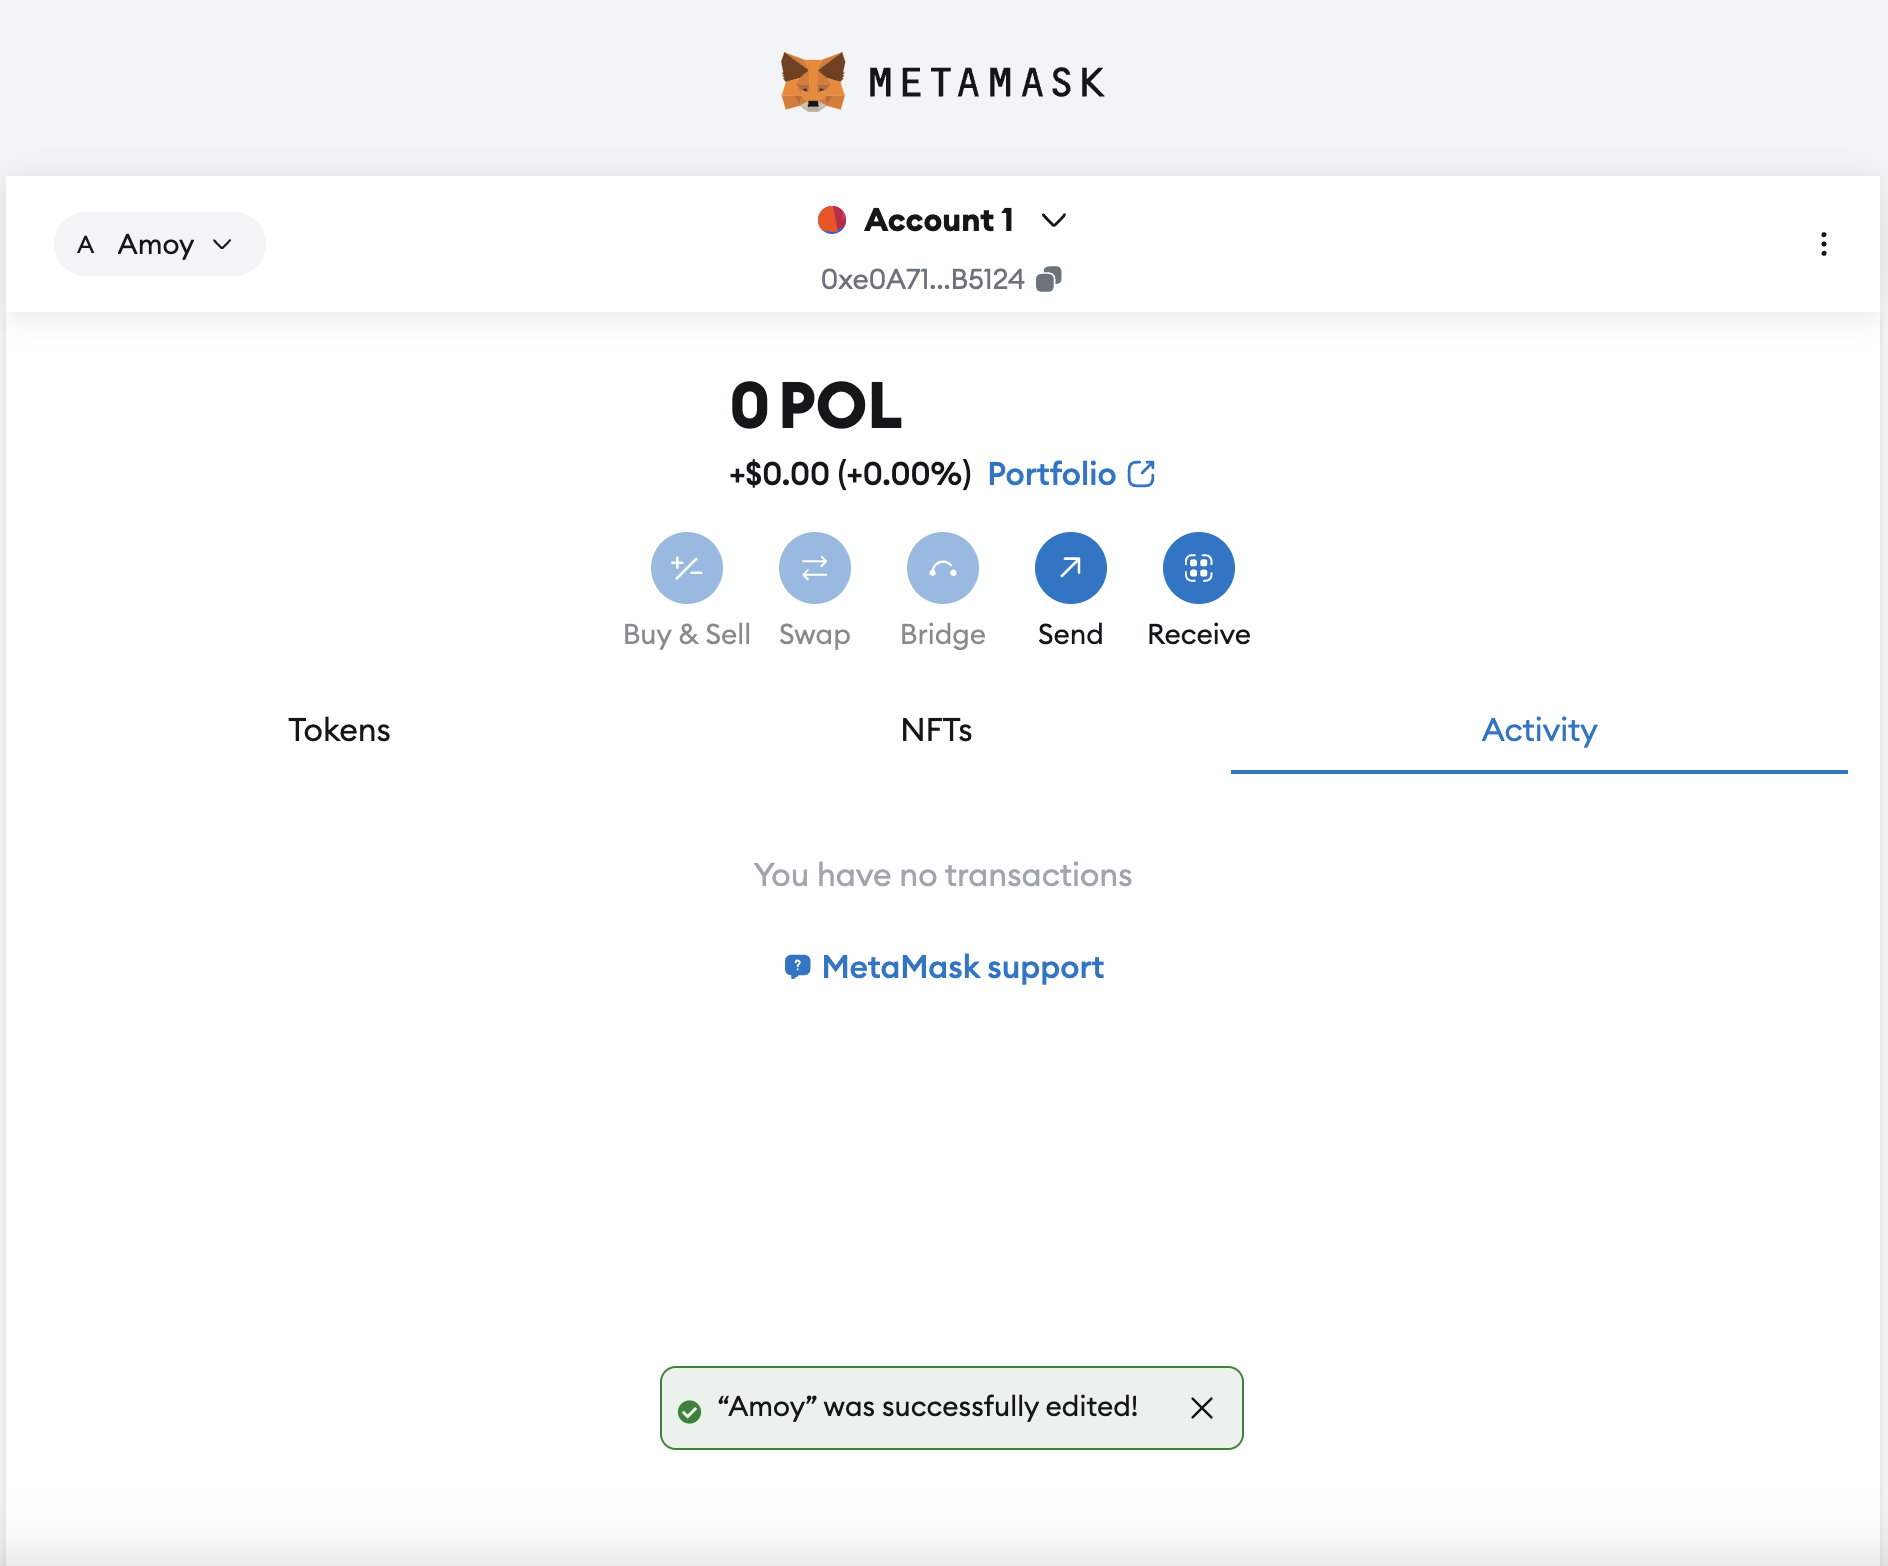 METAMASK
A Amoy
Account 1
0xe0A71...B5124
0 POL
+$0.00 (+0.00%) Portfolio
Buy & Sell Swap Bridge Send Receive
Tokens NFTs Activity
You have no transactions
? MetaMask support
“Amoy” was successfully edited!